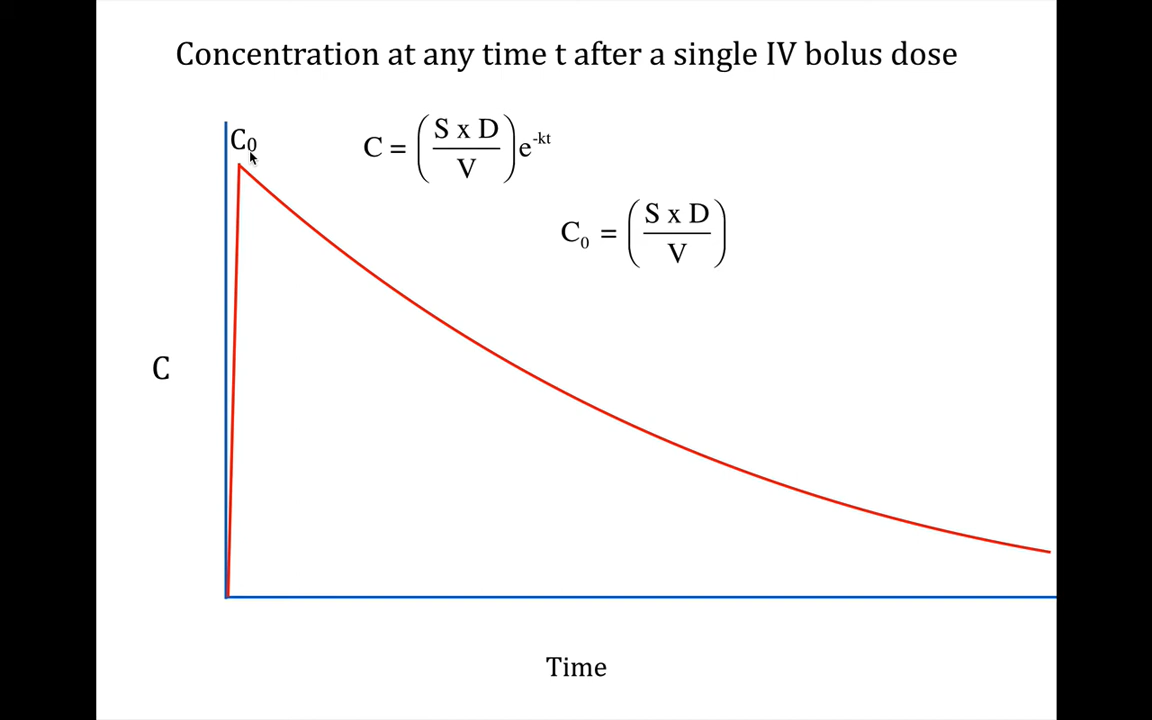 Concentration at any time t after a single IV bolus dose
C₀
C = (S x D / V) e^-kt
C₀ = (S x D / V)
C
Time